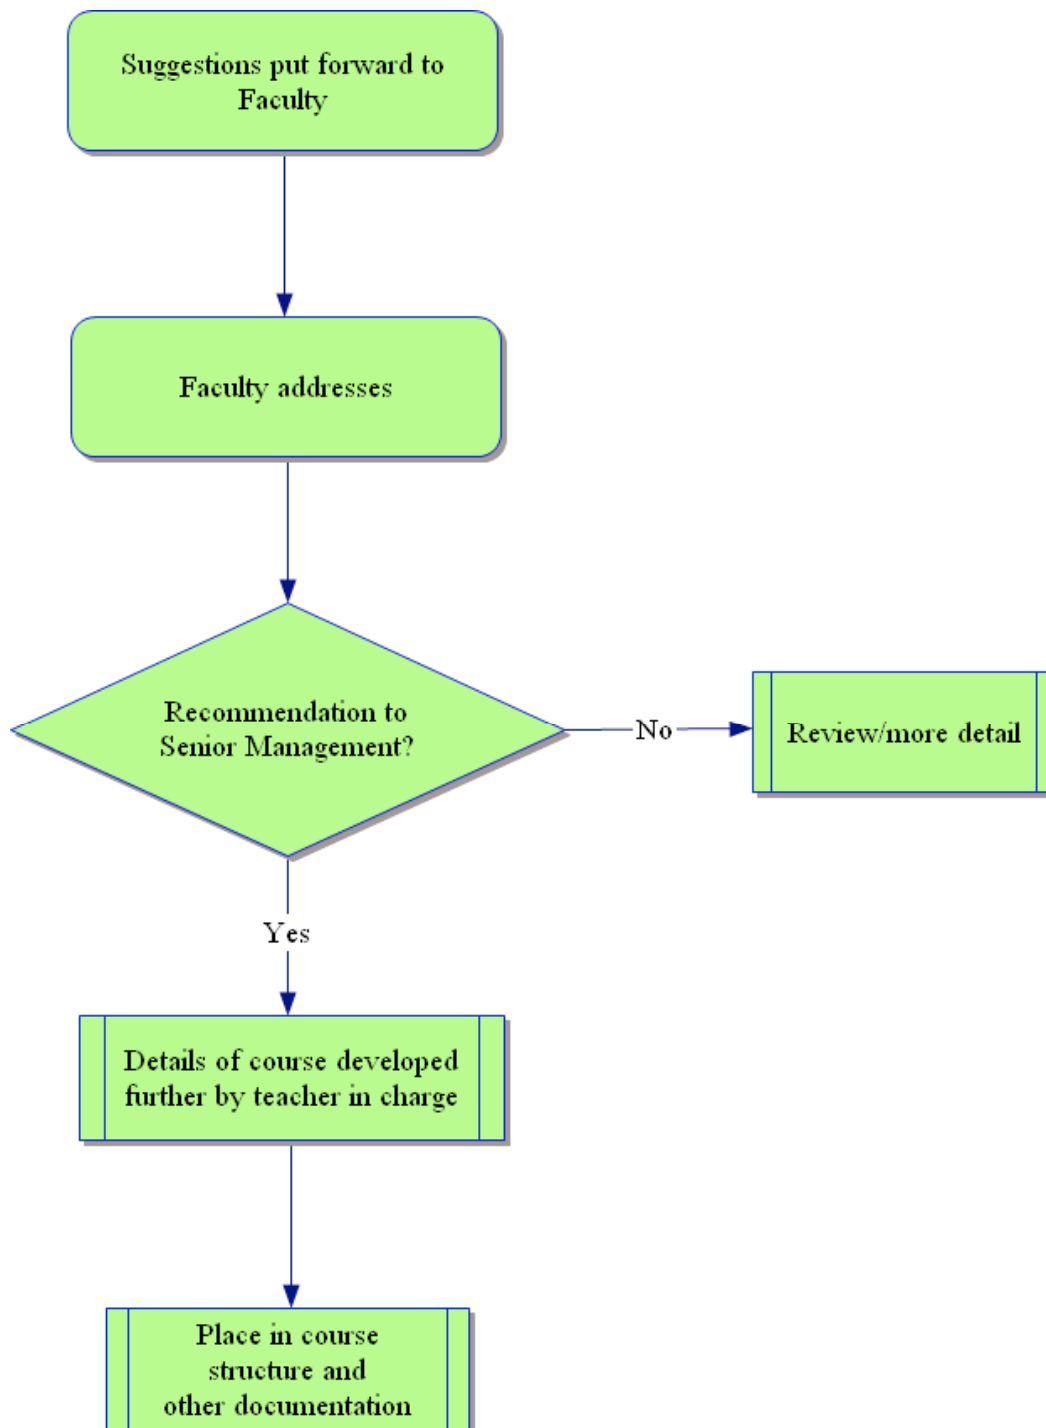 Suggestions put forward to
Faculty
Faculty addresses
Recommendation to
Senior Management?
No
Review/more detail
Yes
Details of course developed
further by teacher in charge
Place in course
structure and
other documentation